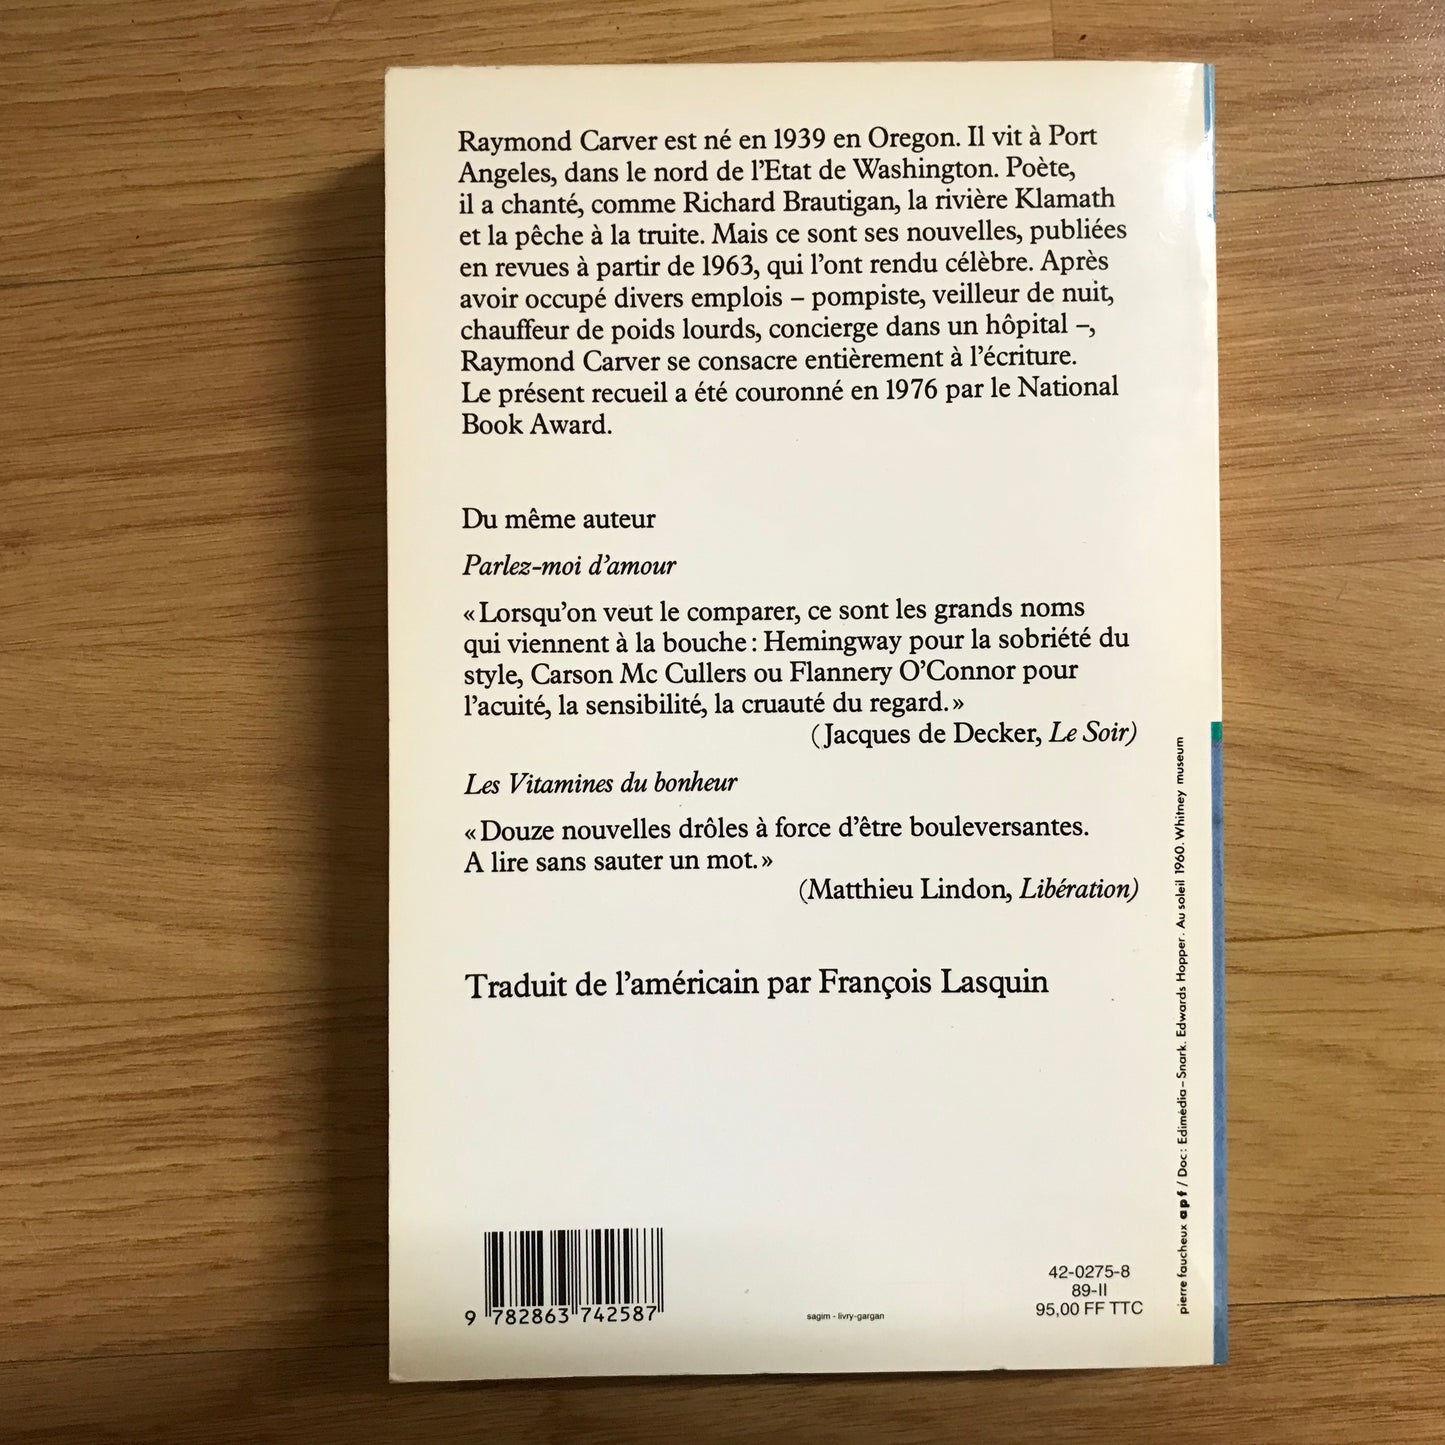 Raymond Carver est né en 1939 en Oregon. Il vit à Port
Angeles, dans le nord de l'Etat de Washington. Poète,
il a chanté, comme Richard Brautigan, la rivière Klamath
et la pêche à la truite. Mais ce sont ses nouvelles, publiées
en revues à partir de 1963, qui l'ont rendu célèbre. Après
avoir occupé divers emplois – pompiste, veilleur de nuit,
chauffeur de poids lourds, concierge dans un hôpital –,
Raymond Carver se consacre entièrement à l'écriture.
Le présent recueil a été couronné en 1976 par le National
Book Award.
Du même auteur
Parlez-moi d'amour
« Lorsqu'on veut le comparer, ce sont les grands noms
qui viennent à la bouche : Hemingway pour la sobriété du
style, Carson Mc Cullers ou Flannery O'Connor pour
l'acuité, la sensibilité, la cruauté du regard. »
(Jacques de Decker, Le Soir)
Les Vitamines du bonheur
« Douze nouvelles drôles à force d'être bouleversantes.
A lire sans sauter un mot. »
(Matthieu Lindon, Libération)
Traduit de l'américain par François Lasquin
9 782863 742587
sagim - livry-gargan
42-0275-8
89-II
95,00 FF TTC
pierre faucheux apf / Doc : Edimédia – Snark. Edwards Hopper. Au soleil 1960. Whitney museum